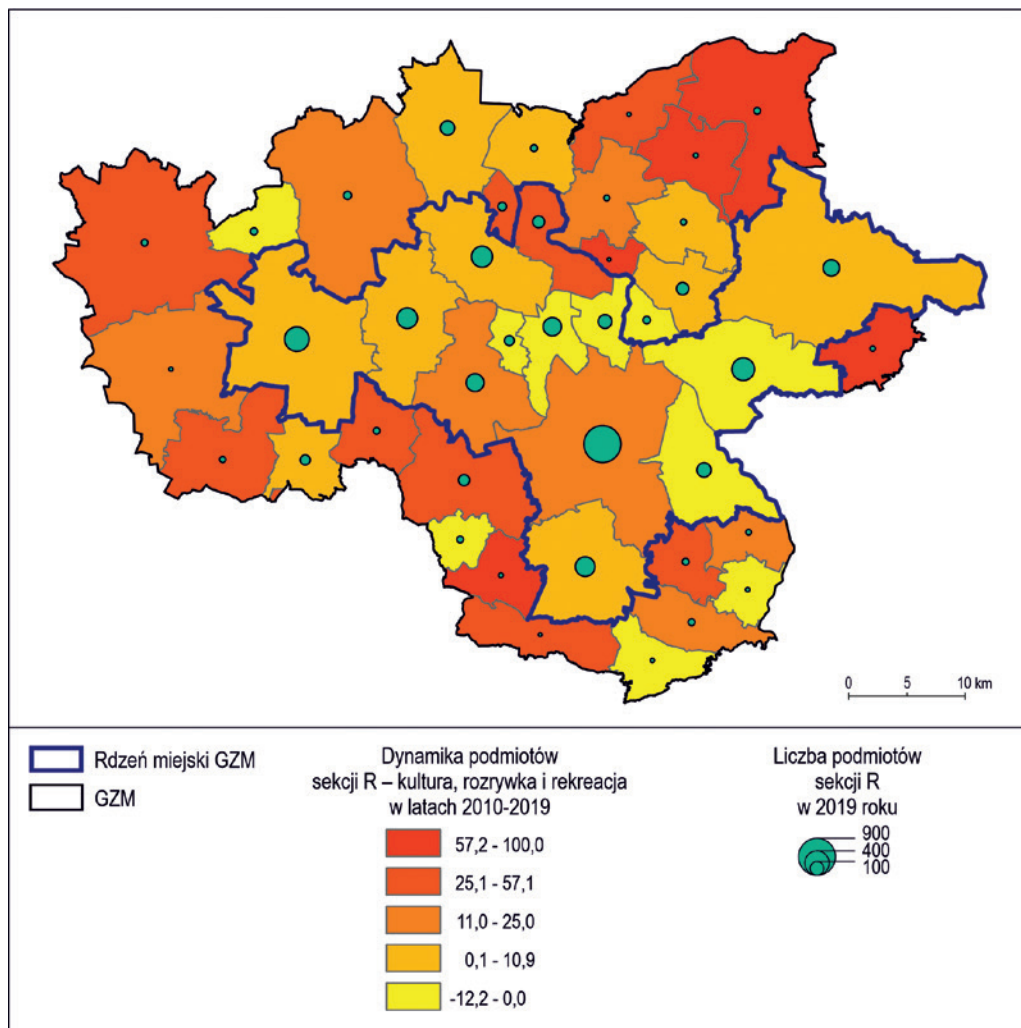 0 5 10 km
Rdzeń miejski GZM
GZM
Dynamika podmiotów
sekcji R – kultura, rozrywka i rekreacja
w latach 2010-2019
57,2 - 100,0
25,1 - 57,1
11,0 - 25,0
0,1 - 10,9
-12,2 - 0,0
Liczba podmiotów
sekcji R
w 2019 roku
900
400
100